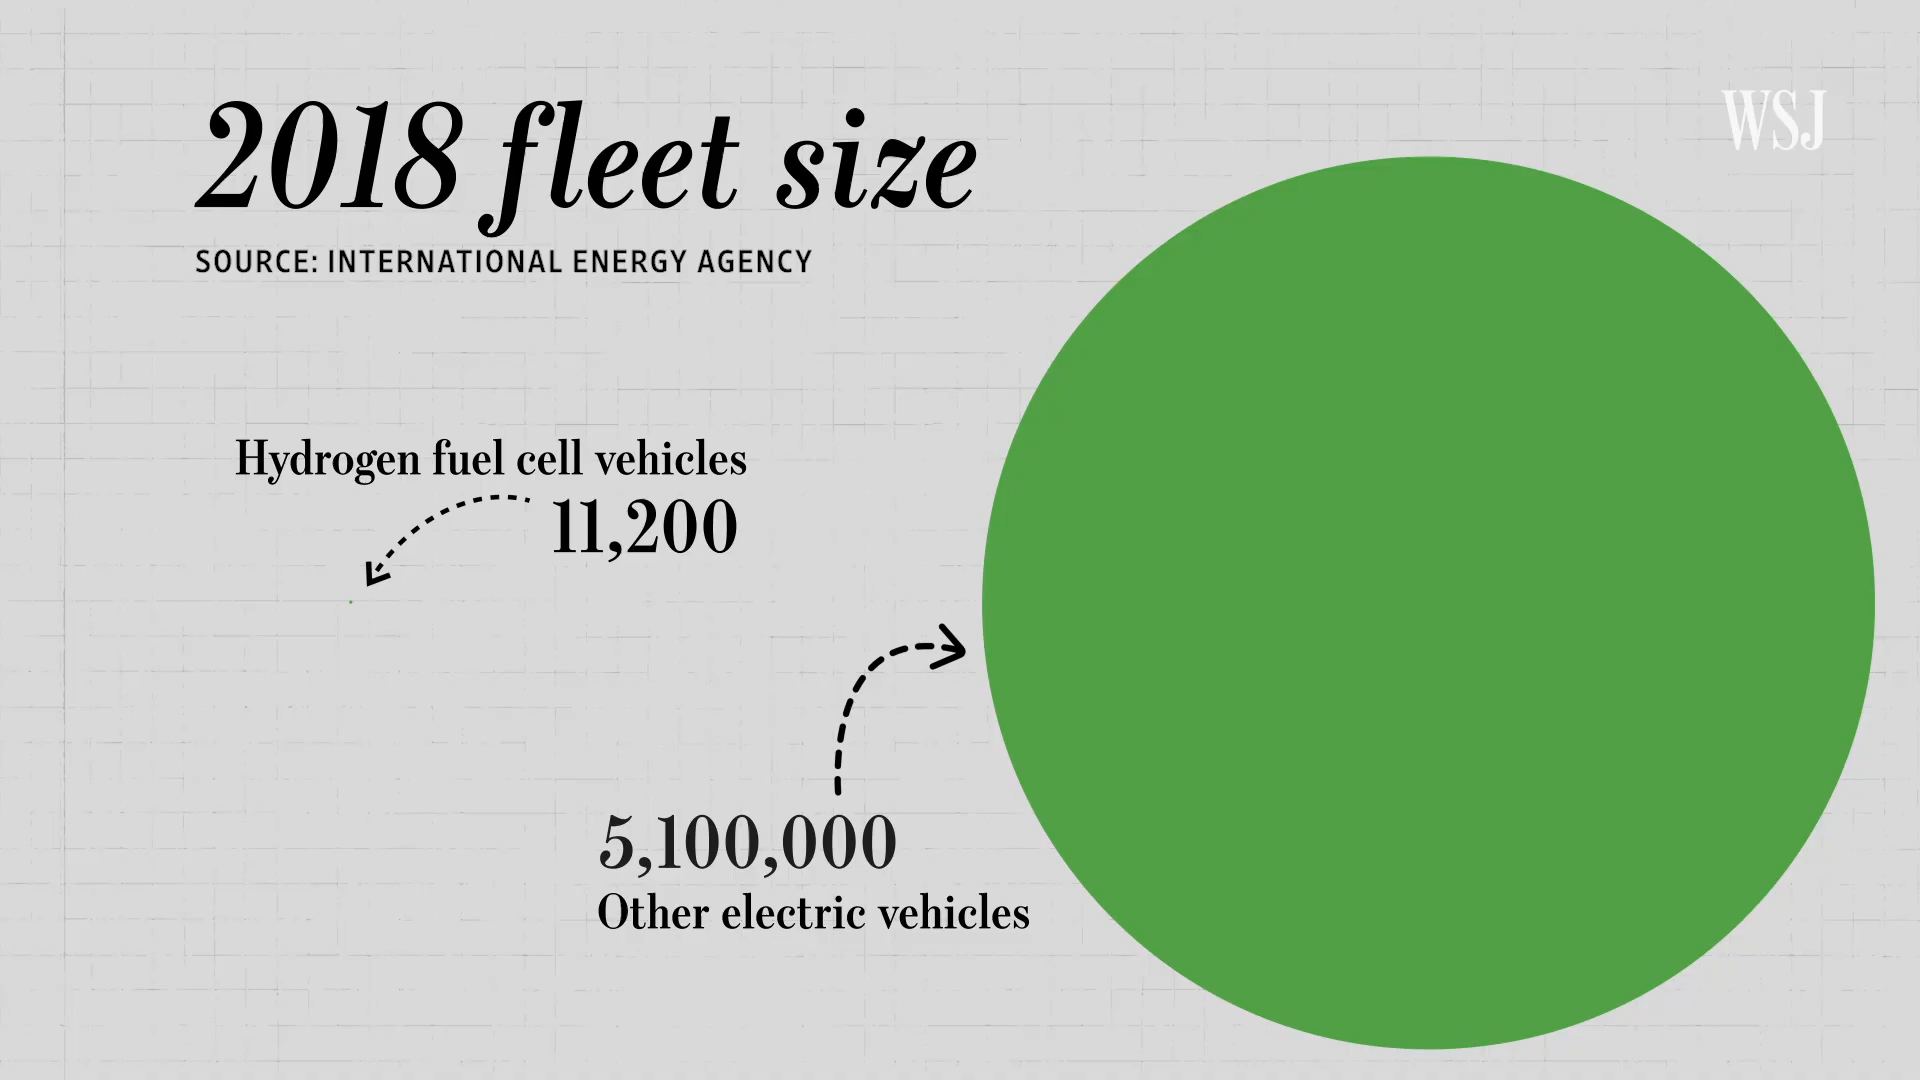 2018 fleet size
WSJ
SOURCE: INTERNATIONAL ENERGY AGENCY
Hydrogen fuel cell vehicles
11,200
5,100,000
Other electric vehicles